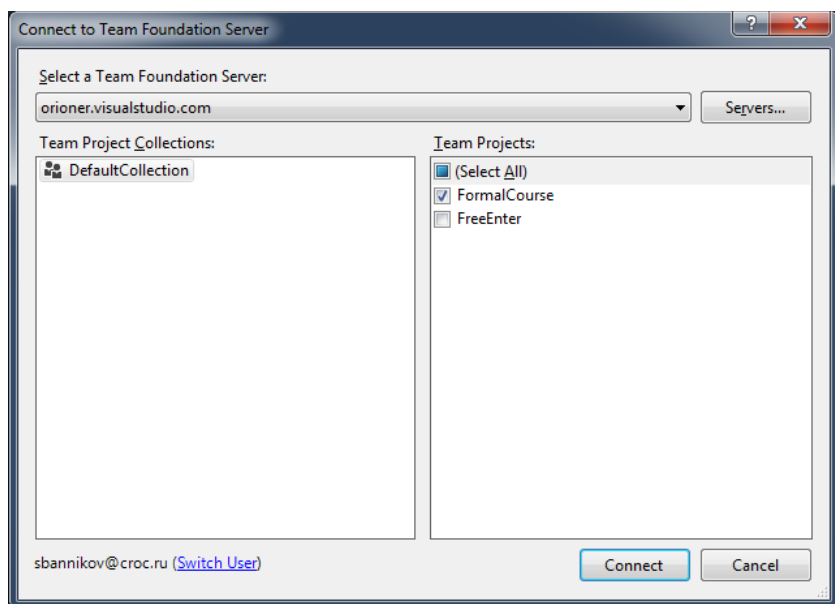 Connect to Team Foundation Server
Select a Team Foundation Server:
orioner.visualstudio.com
Servers...
Team Project Collections:
Team Projects:
DefaultCollection
(Select All)
FormalCourse
FreeEnter
sbannikov@croc.ru (Switch User)
Connect
Cancel